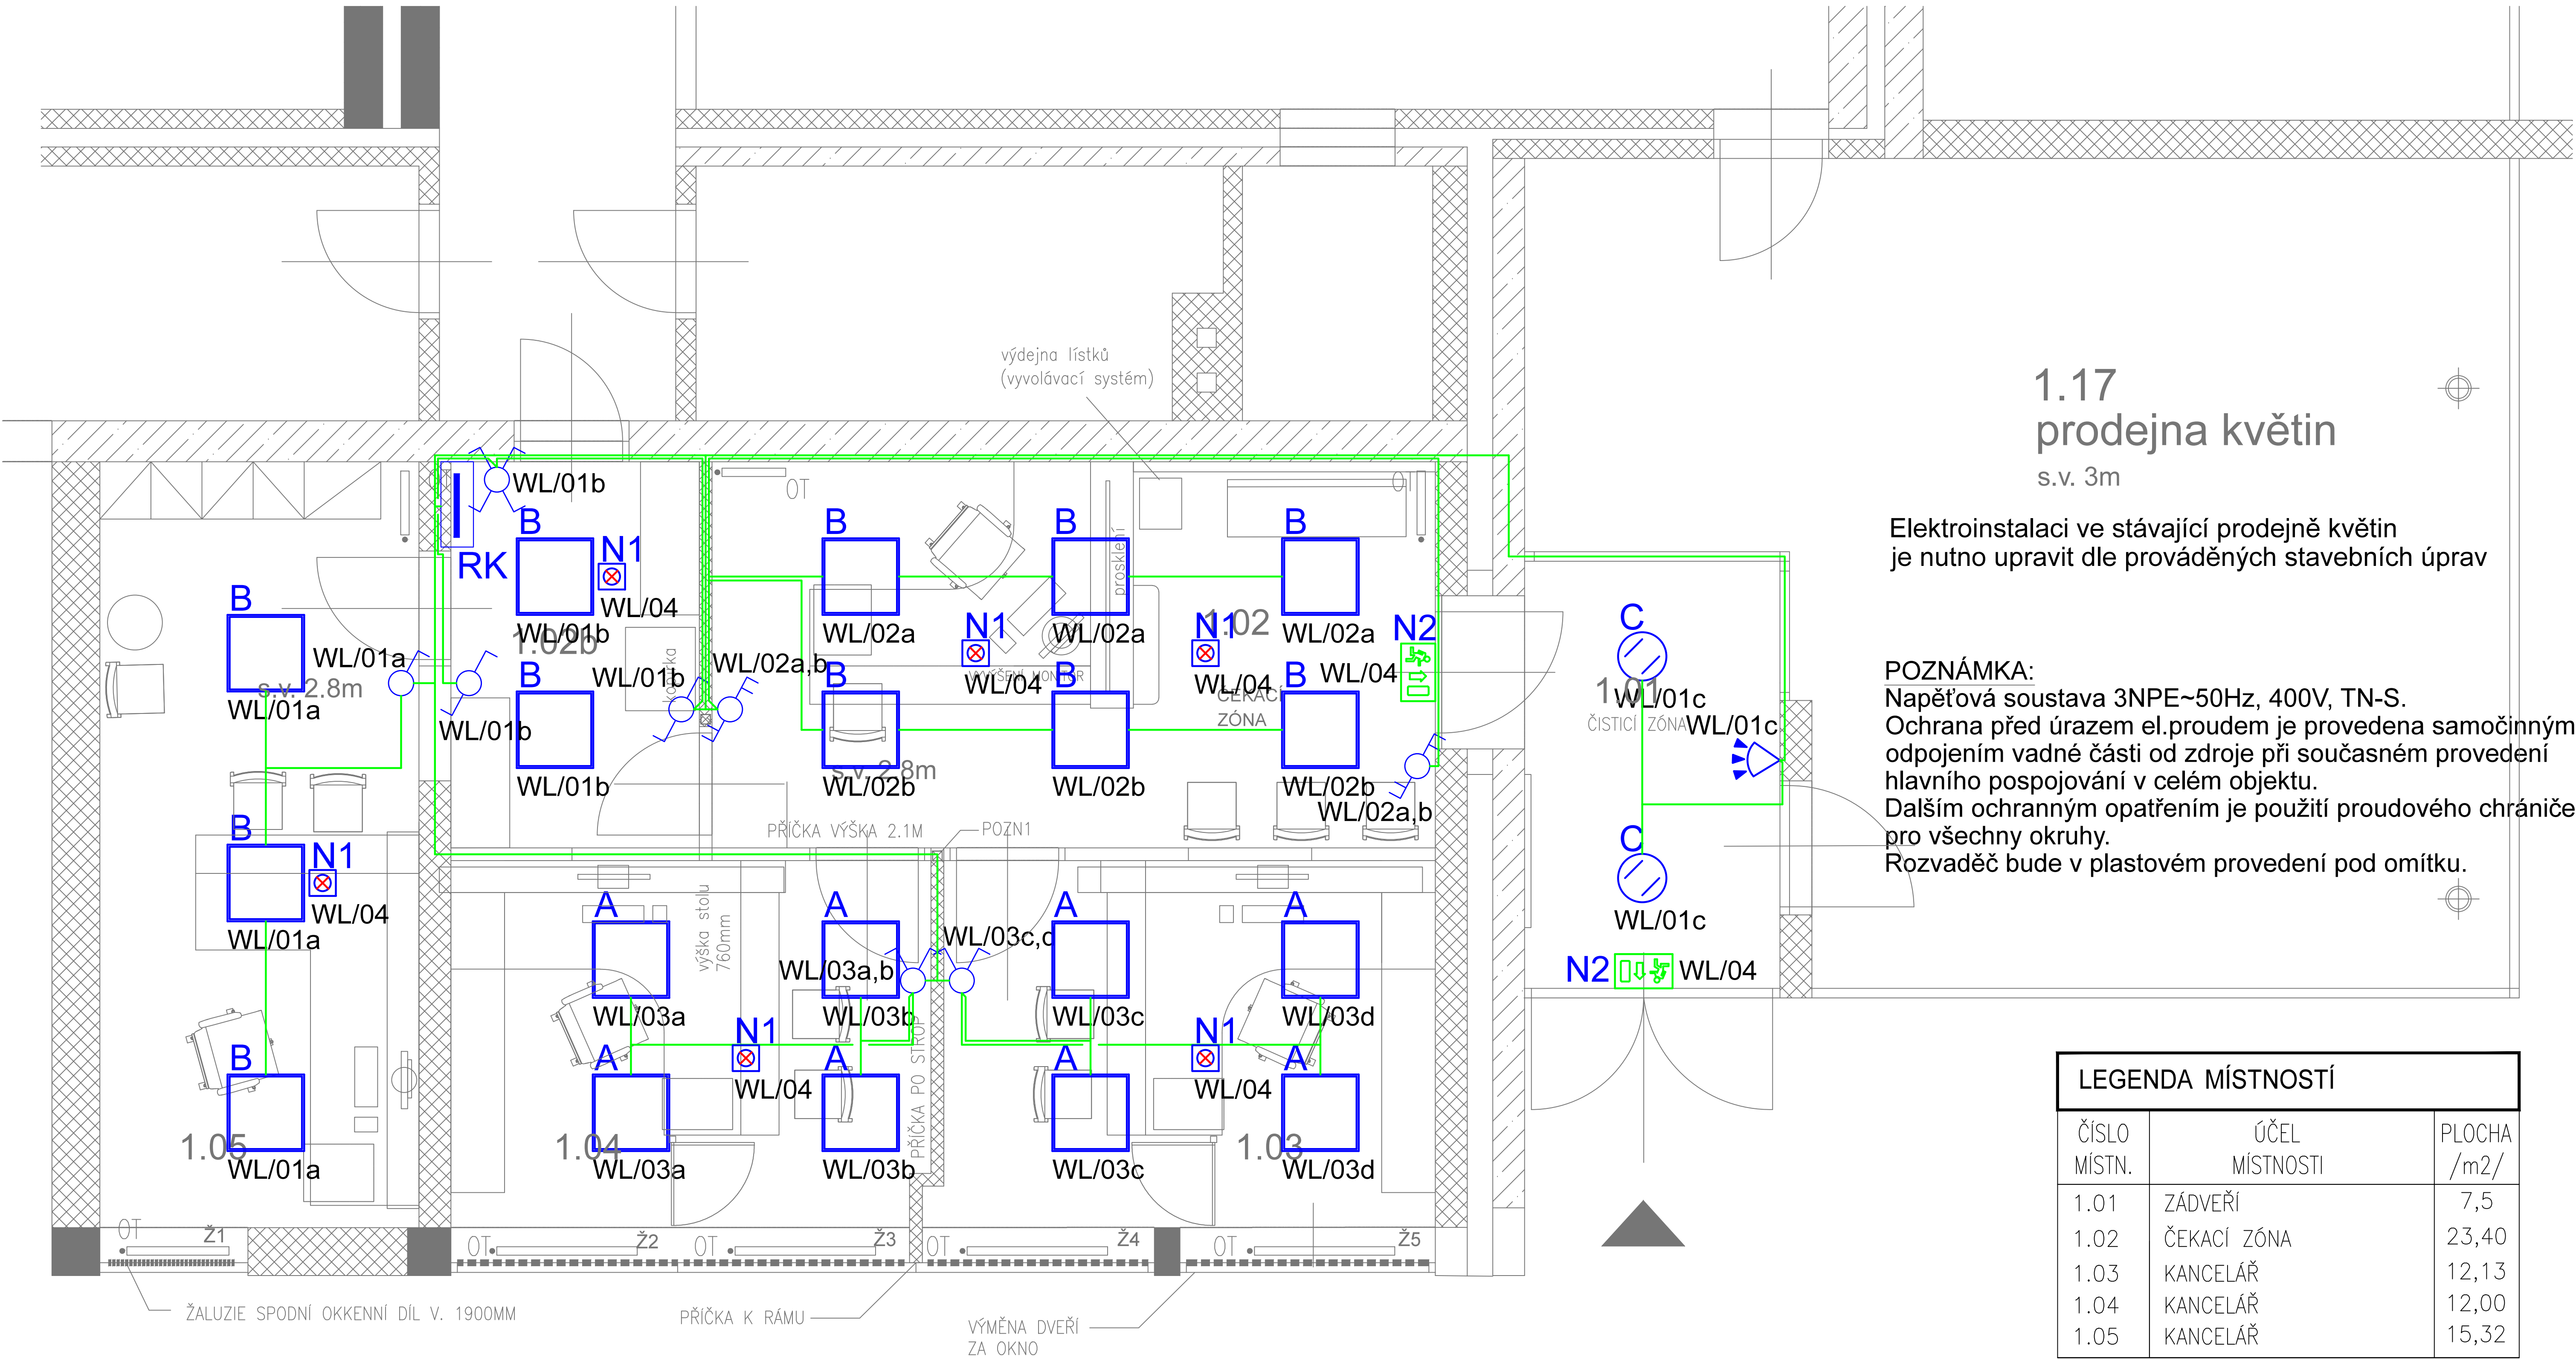 výdejna lístků
(vyvolávací systém)
1.17
prodejna květin
s.v. 3m
Elektroinstalaci ve stávající prodejně květin
je nutno upravit dle prováděných stavebních úprav
POZNÁMKA:
Napěťová soustava 3NPE~50Hz, 400V, TN-S.
Ochrana před úrazem el.proudem je provedena samočinným
odpojením vadné části od zdroje při současném provedení
hlavního pospojování v celém objektu.
Dalším ochranným opatřením je použití proudového chrániče
pro všechny okruhy.
Rozvaděč bude v plastovém provedení pod omítku.
WL/01b
OT
B
N1
B
B
B
RK
WL/04
prosklení
WL/01b
1.02b
WL/02a
WL/02a
WL/02a
B
N1
N1
1.02
N2
C
WL/01a
s.v. 2.8m
WL/01a
B
WL/01b
WL/02a,b
B
WL/04
B
WL/04
B
WL/04
VYVÝŠENÍ MONITOR
ČEKACÍ
ZÓNA
kopírka
WL/01b
WL/01b
s.v. 2.8m
WL/02b
WL/02b
WL/02b
WL/02a,b
1.01
WL/01c
ČISTICÍ ZÓNA
WL/01c
PŘÍČKA VÝŠKA 2.1M
POZN1
B
N1
WL/04
WL/01a
C
WL/01c
N2
WL/04
výška stolu
760mm
A
A
A
A
WL/03c,c
WL/03a,b
WL/03a
WL/03b
WL/03c
WL/03d
B
A
N1
WL/04
A
A
N1
WL/04
A
PŘÍČKA PO STROP
1.05
WL/01a
1.04
WL/03a
WL/03b
WL/03c
1.03
WL/03d
OT
Ž1
OT
Ž2
OT
Ž3
OT
Ž4
OT
Ž5
ŽALUZIE SPODNÍ OKKENNÍ DÍL V. 1900MM
PŘÍČKA K RÁMU
VÝMĚNA DVEŘÍ
ZA OKNO
LEGENDA MÍSTNOSTÍ
ČÍSLO MÍSTN.
ÚČEL MÍSTNOSTI
PLOCHA /m2/
1.01 ZÁDVEŘÍ 7,5
1.02 ČEKACÍ ZÓNA 23,40
1.03 KANCELÁŘ 12,13
1.04 KANCELÁŘ 12,00
1.05 KANCELÁŘ 15,32